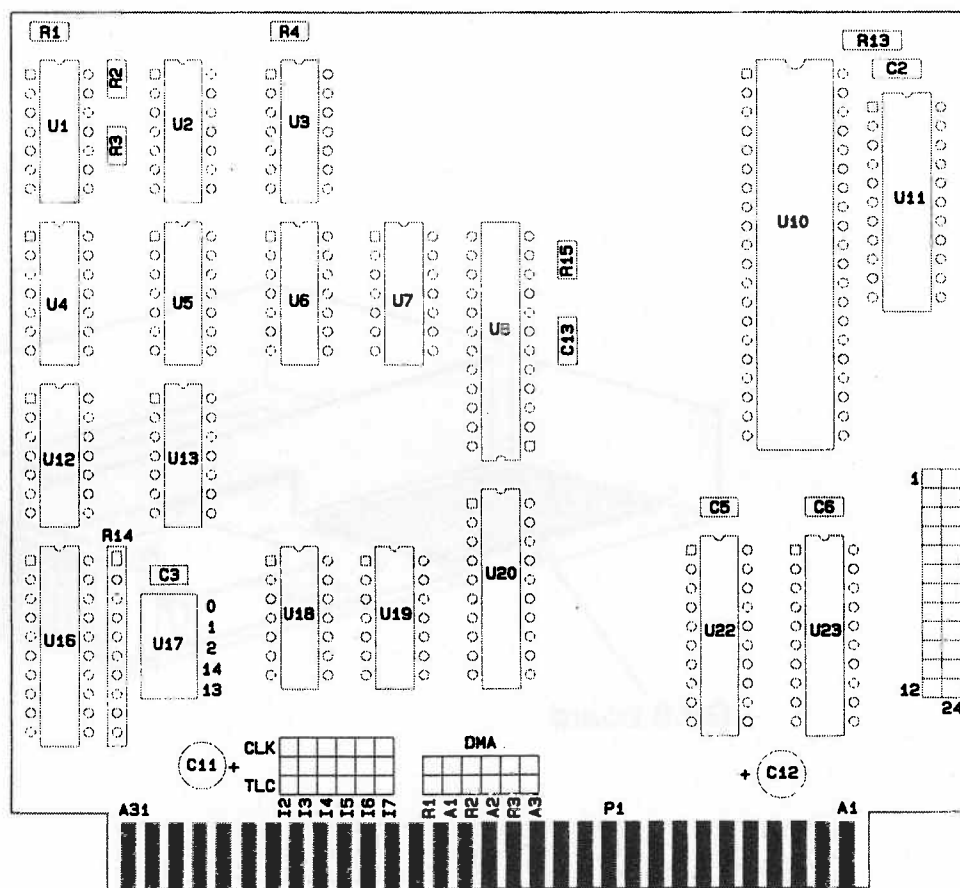 R1 R4 R13
R2 C2
U1 U2 U3
R3
U11
U10
R15
U4 U5 U6 U7
U8
C13
U12 U13
1
C5 C6
R14
C3 U20
0
U18 U19
1
U16 U17 U22 U23
2
14
13 12
24
CLK DMA
C11 + + C12
TLC
I2 I3 I4 I5 I6 I7 R1 A1 R2 A2 R3 A3
A31 P1 A1